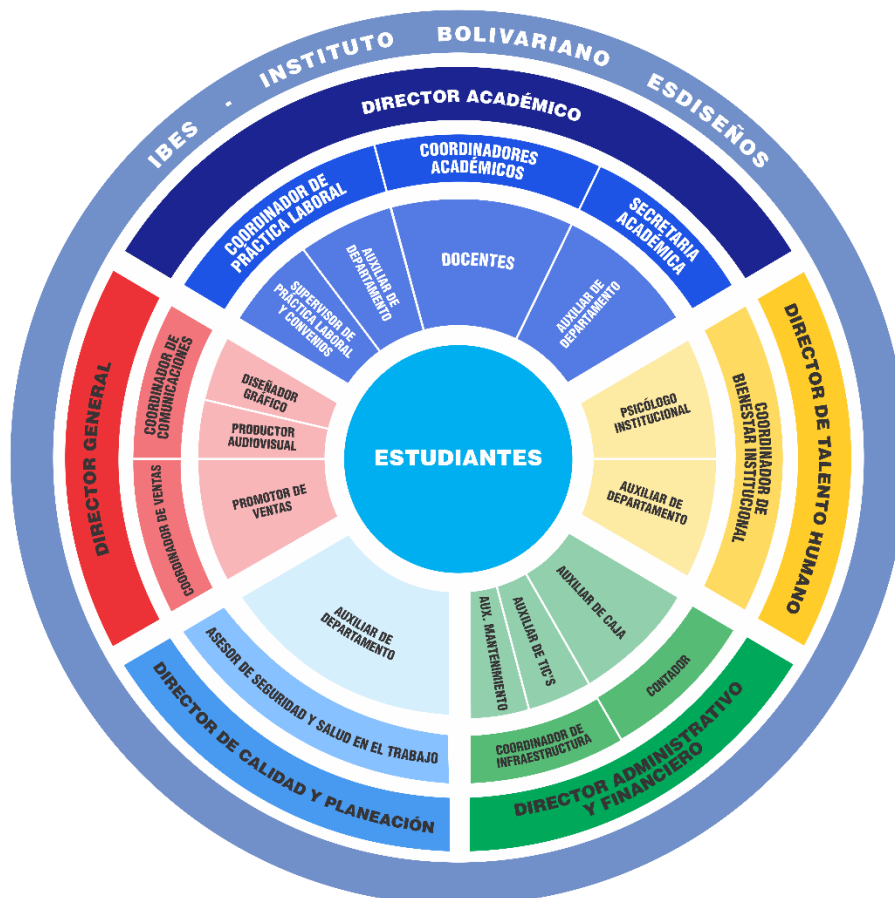 IBES - INSTITUTO BOLIVARIANO ESDISEÑOS
DIRECTOR ACADÉMICO
COORDINADOR DE
PRÁCTICA LABORAL
COORDINADORES
ACADÉMICOS
SECRETARIA
ACADÉMICA
SUPERVISOR DE
PRÁCTICA LABORAL
Y CONVENIOS
AUXILIAR DE
DEPARTAMENTO
DOCENTES
AUXILIAR DE
DEPARTAMENTO
DIRECTOR GENERAL
COORDINADOR DE
COMUNICACIONES
COORDINADOR DE VENTAS
DISEÑADOR
GRÁFICO
PRODUCTOR
AUDIOVISUAL
PROMOTOR DE
VENTAS
ESTUDIANTES
PSICÓLOGO
INSTITUCIONAL
AUXILIAR DE
DEPARTAMENTO
COORDINADOR DE
BIENESTAR INSTITUCIONAL
DIRECTOR DE TALENTO HUMANO
AUXILIAR DE
DEPARTAMENTO
ASESOR DE SEGURIDAD Y SALUD EN EL TRABAJO
DIRECTOR DE CALIDAD Y PLANEACIÓN
AUX. MANTENIMIENTO
AUXILIAR DE TIC'S
AUXILIAR DE CAJA
COORDINADOR DE
INFRAESTRUCTURA
CONTADOR
DIRECTOR ADMINISTRATIVO
Y FINANCIERO